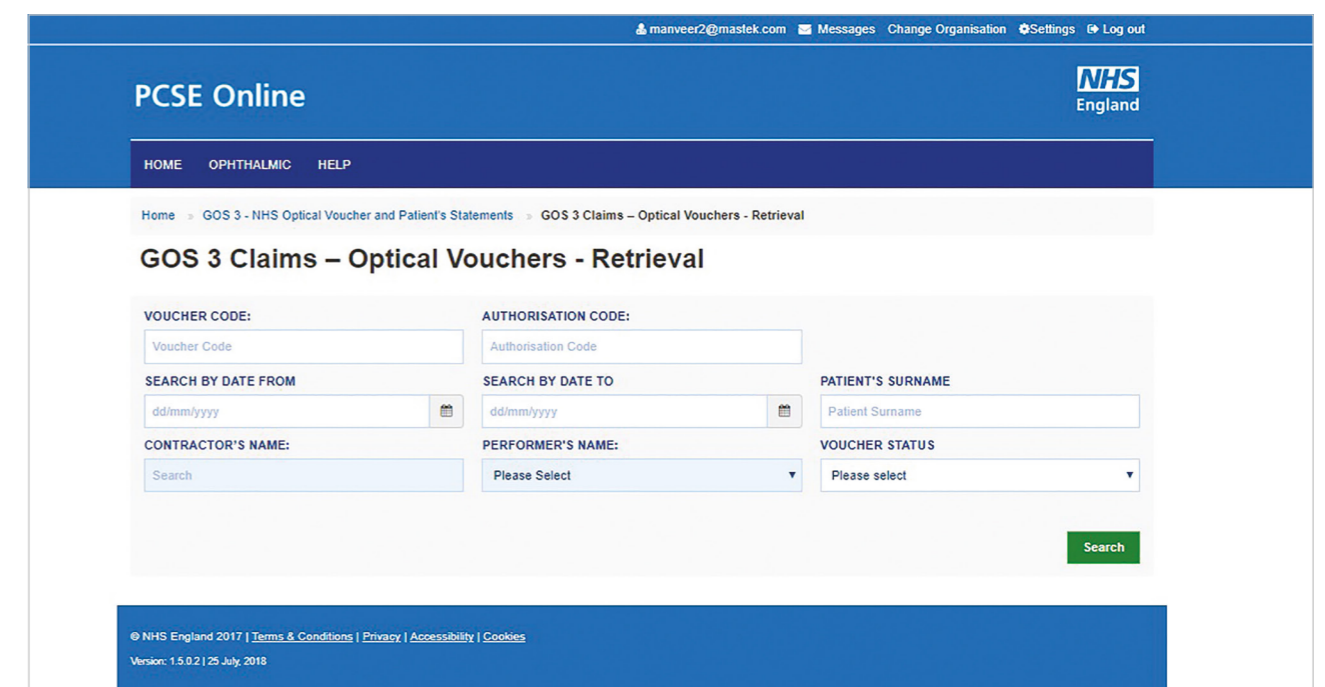 manveer2@mastek.com Messages Change Organisation Settings Log out
PCSE Online
NHS
England
HOME OPHTHALMIC HELP
Home » GOS 3 - NHS Optical Voucher and Patient's Statements » GOS 3 Claims – Optical Vouchers - Retrieval
GOS 3 Claims – Optical Vouchers - Retrieval
VOUCHER CODE: AUTHORISATION CODE:
Voucher Code Authorisation Code
SEARCH BY DATE FROM SEARCH BY DATE TO PATIENT'S SURNAME
dd/mm/yyyy dd/mm/yyyy Patient Surname
CONTRACTOR'S NAME: PERFORMER'S NAME: VOUCHER STATUS
Search Please Select Please select
Search
© NHS England 2017 | Terms & Conditions | Privacy | Accessibility | Cookies
Version: 1.5.0.2 | 25 July, 2018